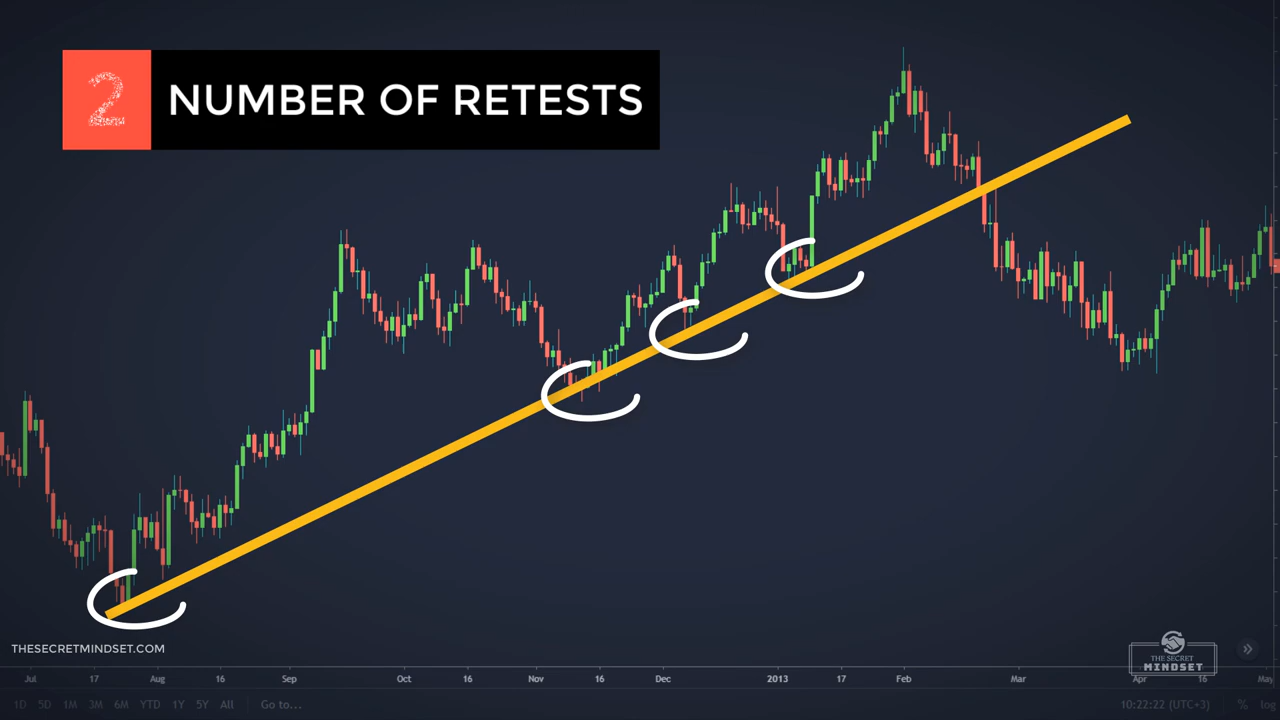 2
NUMBER OF RETESTS
THESECRETMINDSET.COM
THE SECRET
MINDSET
Jul 17 Aug 16 Sep Oct 16 Nov 16 Dec 2013 17 Feb Mar Apr 16 May
1D 5D 1M 3M 6M YTD 1Y 5Y All Go to... 10:22:22 (UTC+3) % log